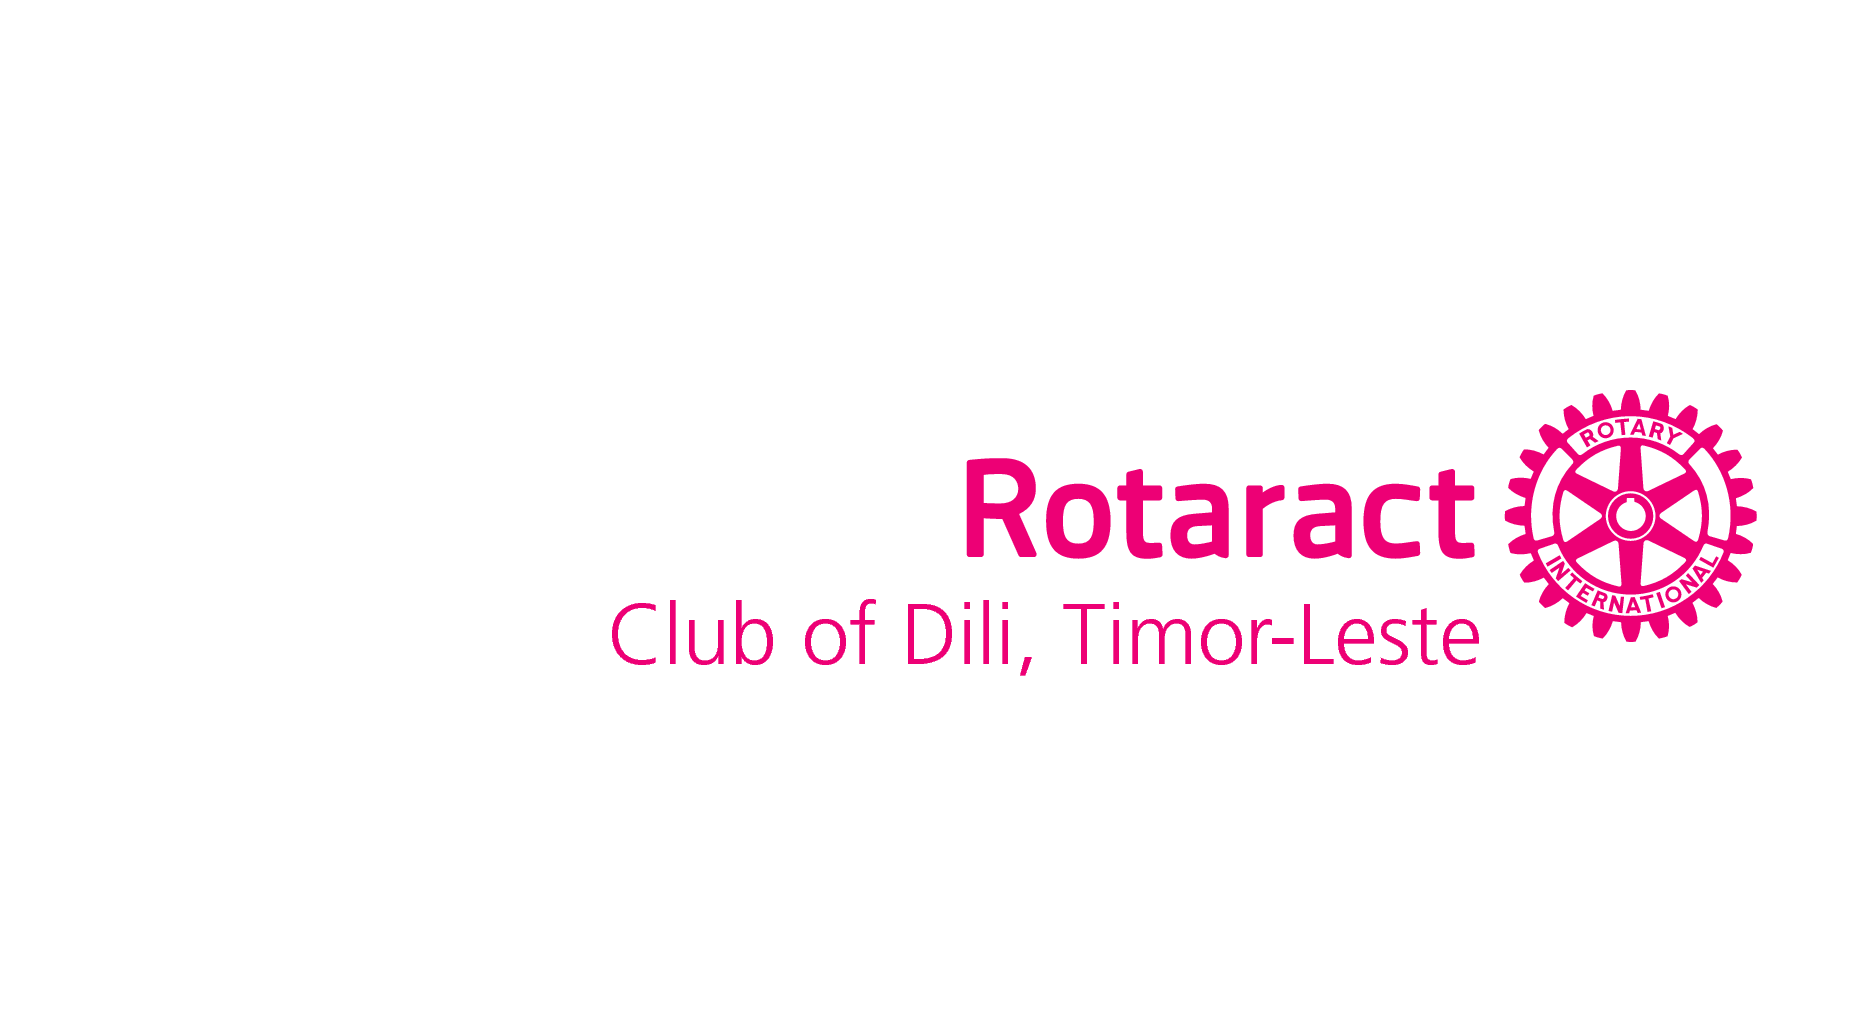 Rotaract
Club of Dili, Timor-Leste
ROTARY
INTERNATIONAL